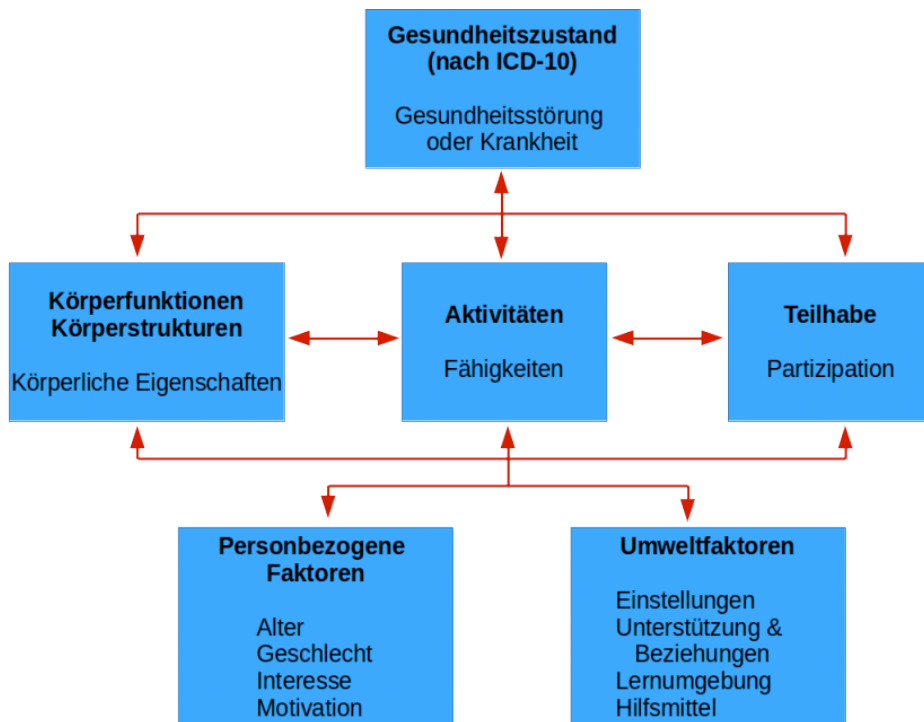 Gesundheitszustand
(nach ICD-10)
Gesundheitsstörung
oder Krankheit
Körperfunktionen
Körperstrukturen
Körperliche Eigenschaften
Aktivitäten
Fähigkeiten
Teilhabe
Partizipation
Personbezogene
Faktoren
Alter
Geschlecht
Interesse
Motivation
Umweltfaktoren
Einstellungen
Unterstützung &
Beziehungen
Lernumgebung
Hilfsmittel